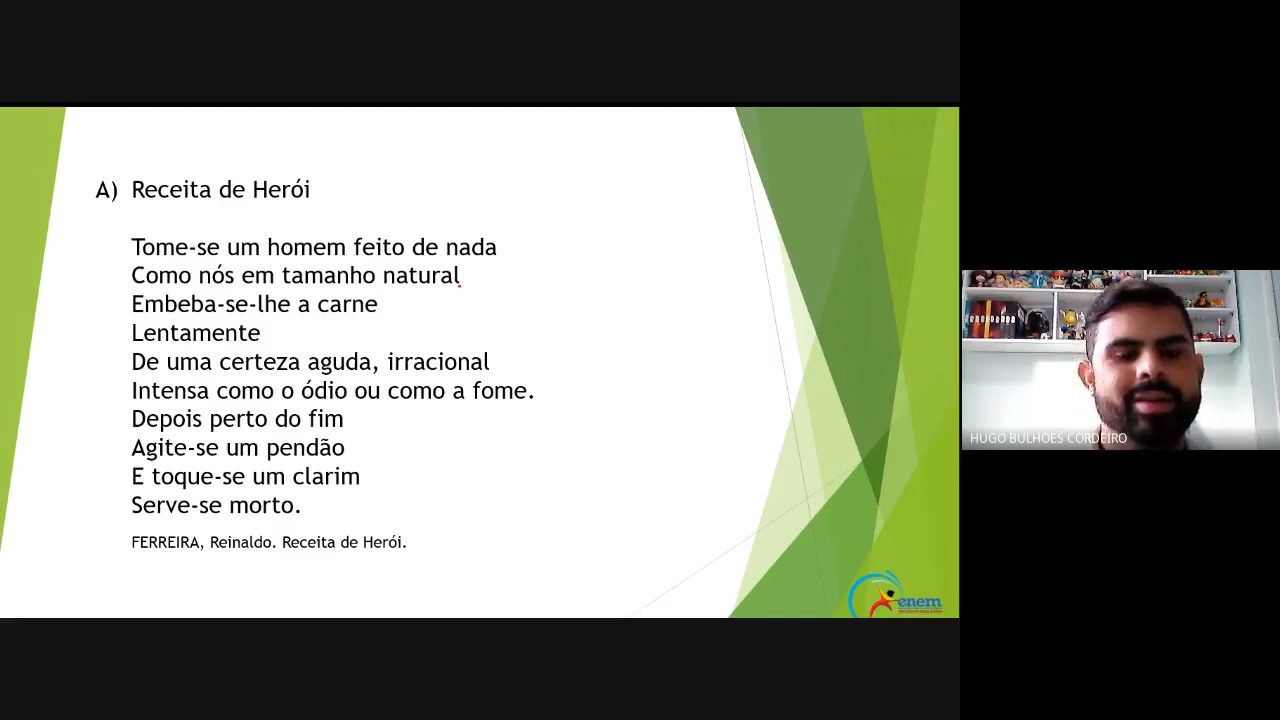 A) Receita de Herói
Tome-se um homem feito de nada
Como nós em tamanho natural
Embeba-se-lhe a carne
Lentamente
De uma certeza aguda, irracional
Intensa como o ódio ou como a fome.
Depois perto do fim
Agite-se um pendão
E toque-se um clarim
Serve-se morto.
FERREIRA, Reinaldo. Receita de Herói.
enem
HUGO BULHOES CORDEIRO